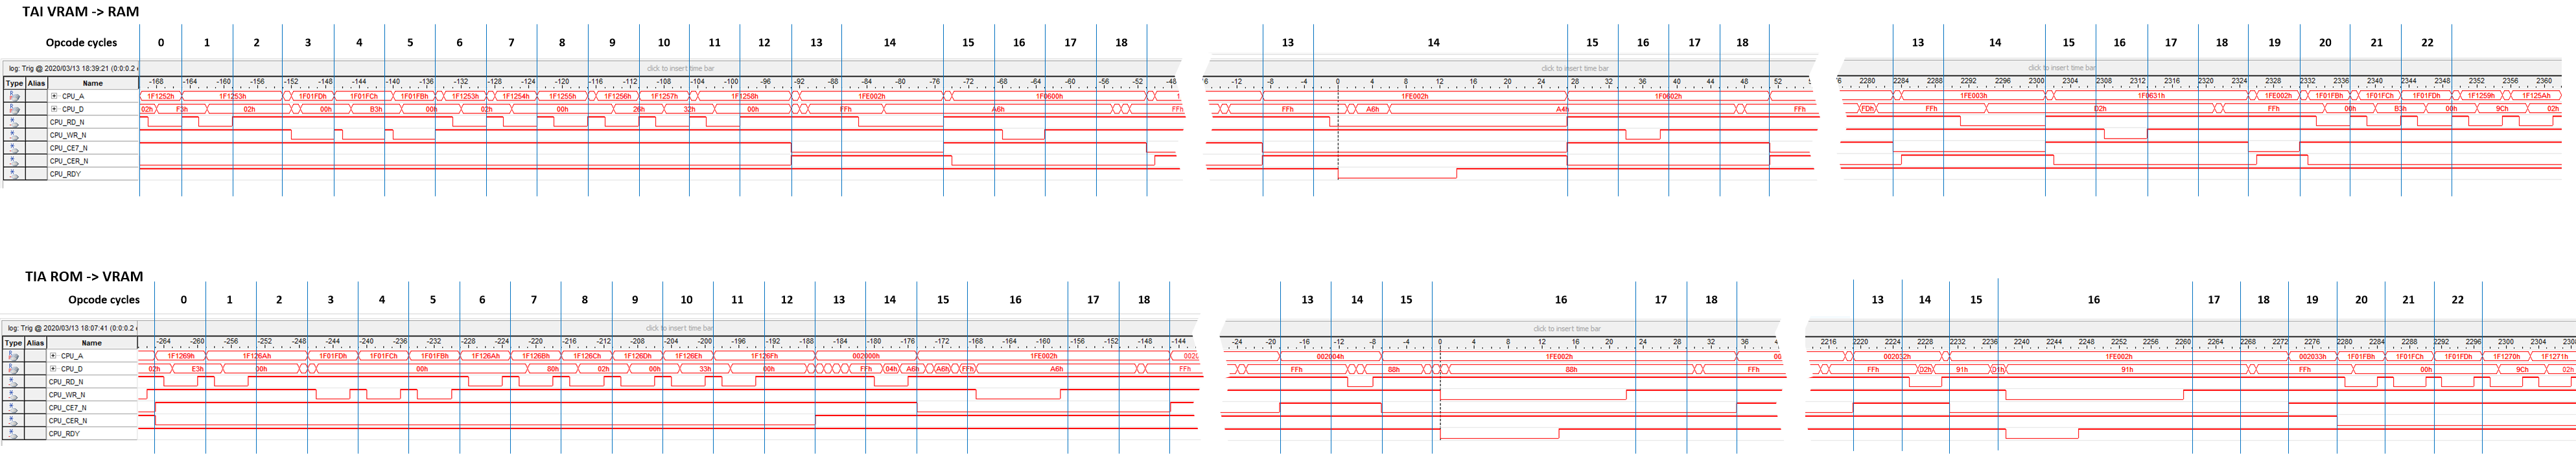 TAI VRAM -> RAM
Opcode cycles 0 1 2 3 4 5 6 7 8 9 10 11 12 13 14 15 16 17 18 13 14 15 16 17 18 13 14 15 16 17 18 19 20 21 22
log: Trig @ 2020/03/13 18:39:21 (0:0:0.2 click to insert time bar click to insert time bar click to insert time bar
Type Alias Name -168 -164 -160 -156 -152 -148 -144 -140 -136 -132 -128 -124 -120 -116 -112 -108 -104 -100 -96 -92 -88 -84 -80 -76 -72 -68 -64 -60 -56 -52 -48 -12 -8 -4 0 4 8 12 16 20 24 28 32 36 40 44 48 52 2280 2284 2288 2292 2296 2300 2304 2308 2312 2316 2320 2324 2328 2332 2336 2340 2344 2348 2352 2356 2360
CPU_A 1F1252h 1F1253h 1F01FDh 1F01FCh 1F01FBh 1F1253h 1F1254h 1F1255h 1F1256h 1F1257h 1F1258h 1FE002h 1F0600h 1FE002h 1F0602h 1FE003h 1F0631h 1FE002h 1F01FBh 1F01FCh 1F01FDh 1F1259h 1F125Ah
CPU_D 02h F3h 02h 00h B3h 00h 02h 00h 26h 32h 00h FFh A6h FFh FFh A6h A4h FFh FDh FFh D2h FFh 00h B3h 00h 9Ch 02h
CPU_RD_N
CPU_WR_N
CPU_CE7_N
CPU_CER_N
CPU_RDY
TIA ROM -> VRAM
Opcode cycles 0 1 2 3 4 5 6 7 8 9 10 11 12 13 14 15 16 17 18 13 14 15 16 17 18 13 14 15 16 17 18 19 20 21 22
log: Trig @ 2020/03/13 18:07:41 (0:0:0.2 click to insert time bar click to insert time bar
Type Alias Name -264 -260 -256 -252 -248 -244 -240 -236 -232 -228 -224 -220 -216 -212 -208 -204 -200 -196 -192 -188 -184 -180 -176 -172 -168 -164 -160 -156 -152 -148 -144 -24 -20 -16 -12 -8 -4 0 4 8 12 16 20 24 28 32 36 2216 2220 2224 2228 2232 2236 2240 2244 2248 2252 2256 2260 2264 2268 2272 2276 2280 2284 2288 2292 2296 2300 2304
CPU_A 1F1269h 1F126Ah 1F01FDh 1F01FCh 1F01FBh 1F126Ah 1F126Bh 1F126Ch 1F126Dh 1F126Eh 1F126Fh 002000h 1FE002h 002004h 1FE002h 002032h 1FE002h 002033h 1F01FBh 1F01FCh 1F01FDh 1F1270h 1F1271h
CPU_D 02h E3h 00h 00h 80h 02h 00h 33h 00h FFh 04h A6h A6h FFh A6h FFh FFh 88h 88h FFh FFh D2h 91h D1h 91h FFh 00h 9Ch 02h
CPU_RD_N
CPU_WR_N
CPU_CE7_N
CPU_CER_N
CPU_RDY